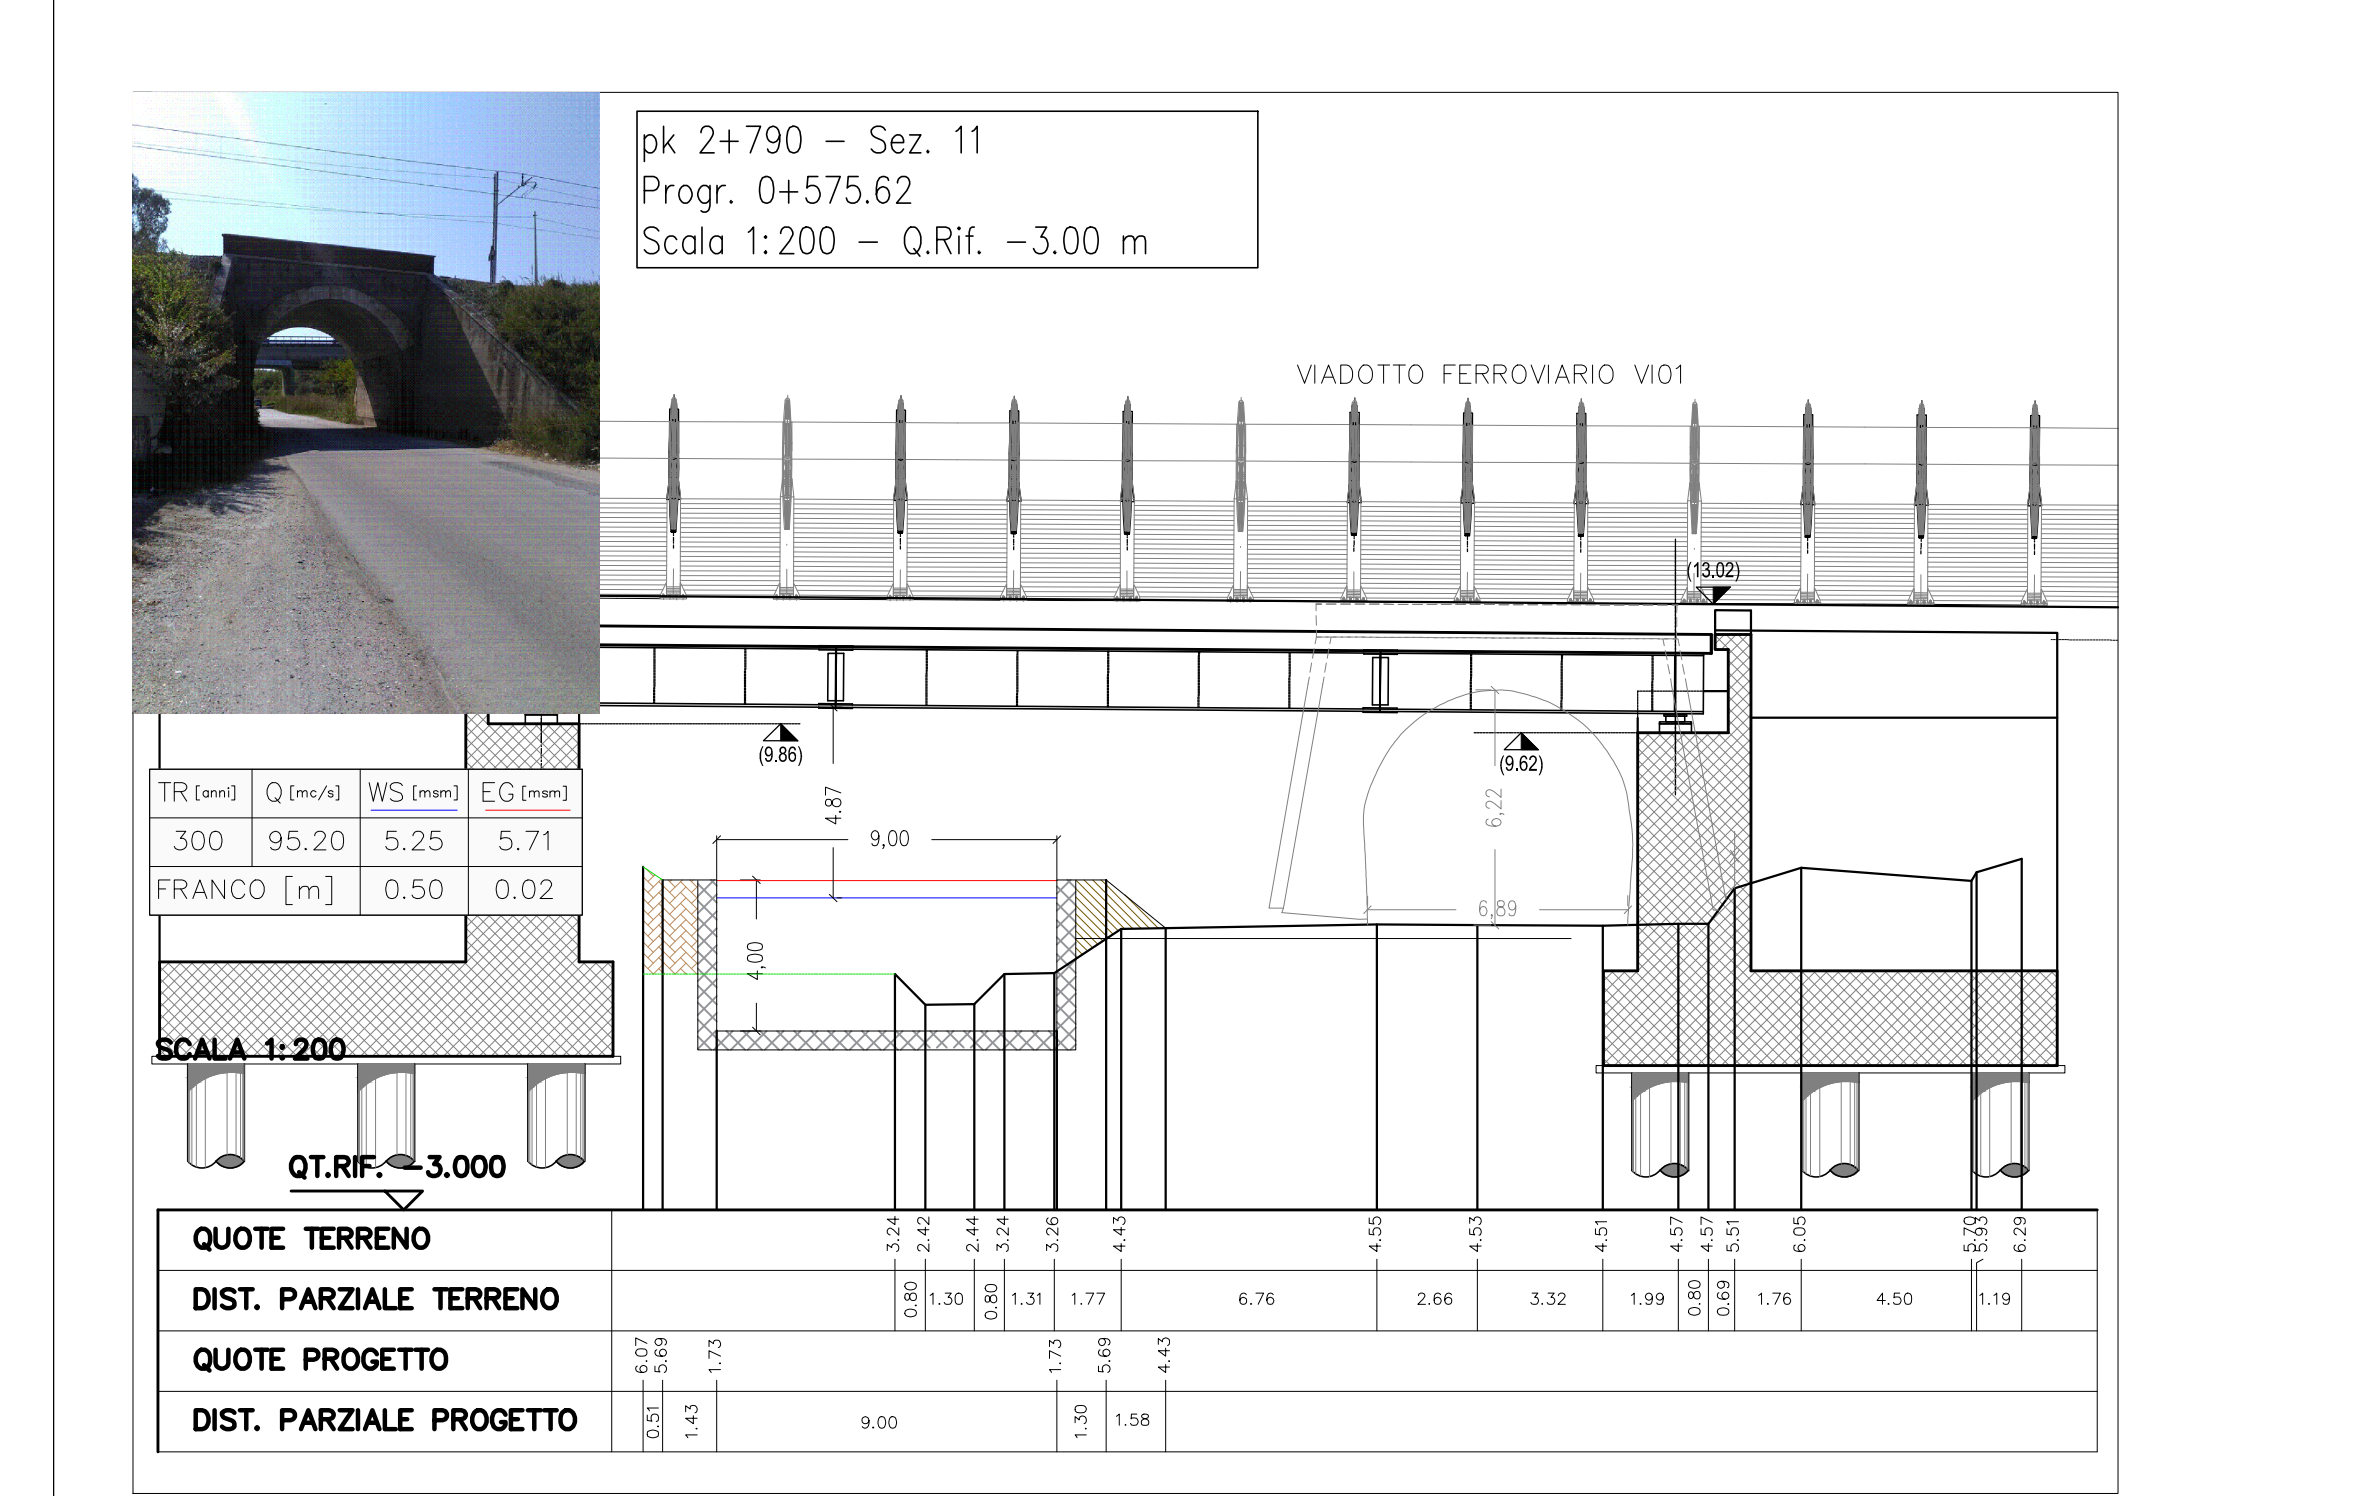 pk 2+790 – Sez. 11
Progr. 0+575.62
Scala 1:200 – Q.Rif. –3.00 m
VIADOTTO FERROVIARIO VI01
(13.02)
(9.86)
(9.62)
4.87
6,22
9,00
4,00
6,89
TR [anni] Q [mc/s] WS [msm] EG [msm]
300 95.20 5.25 5.71
FRANCO [m] 0.50 0.02
SCALA 1:200
QT.RIF. –3.000
QUOTE TERRENO 3.24 2.42 2.44 3.24 3.26 4.43 4.55 4.53 4.51 4.57 4.57 5.51 6.05 5.70 5.93 6.29
DIST. PARZIALE TERRENO 0.80 1.30 0.80 1.31 1.77 6.76 2.66 3.32 1.99 0.80 0.69 1.76 4.50 1.19
QUOTE PROGETTO 6.07 5.69 1.73 1.73 5.69 4.43
DIST. PARZIALE PROGETTO 0.51 1.43 9.00 1.30 1.58